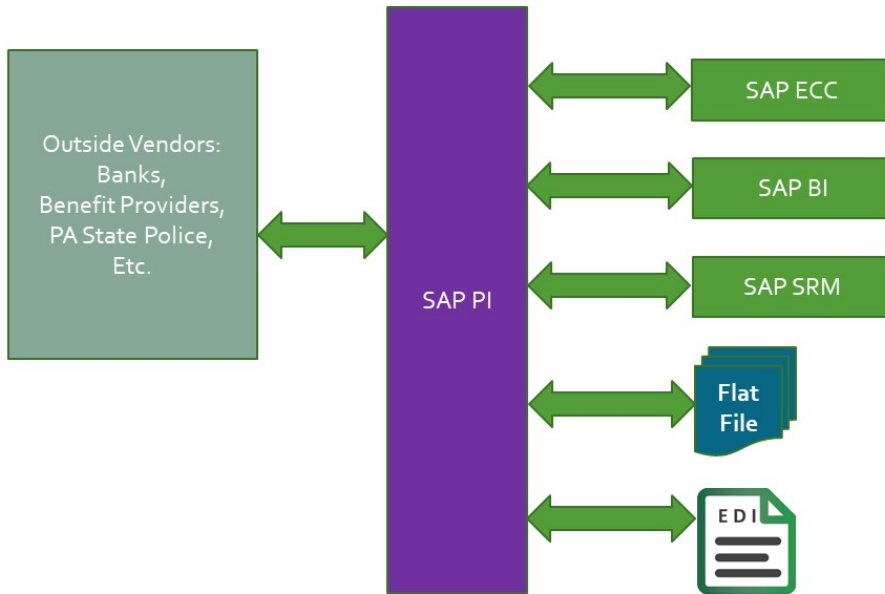 Outside Vendors:
Banks,
Benefit Providers,
PA State Police,
Etc.
SAP PI
SAP ECC
SAP BI
SAP SRM
Flat
File
EDI